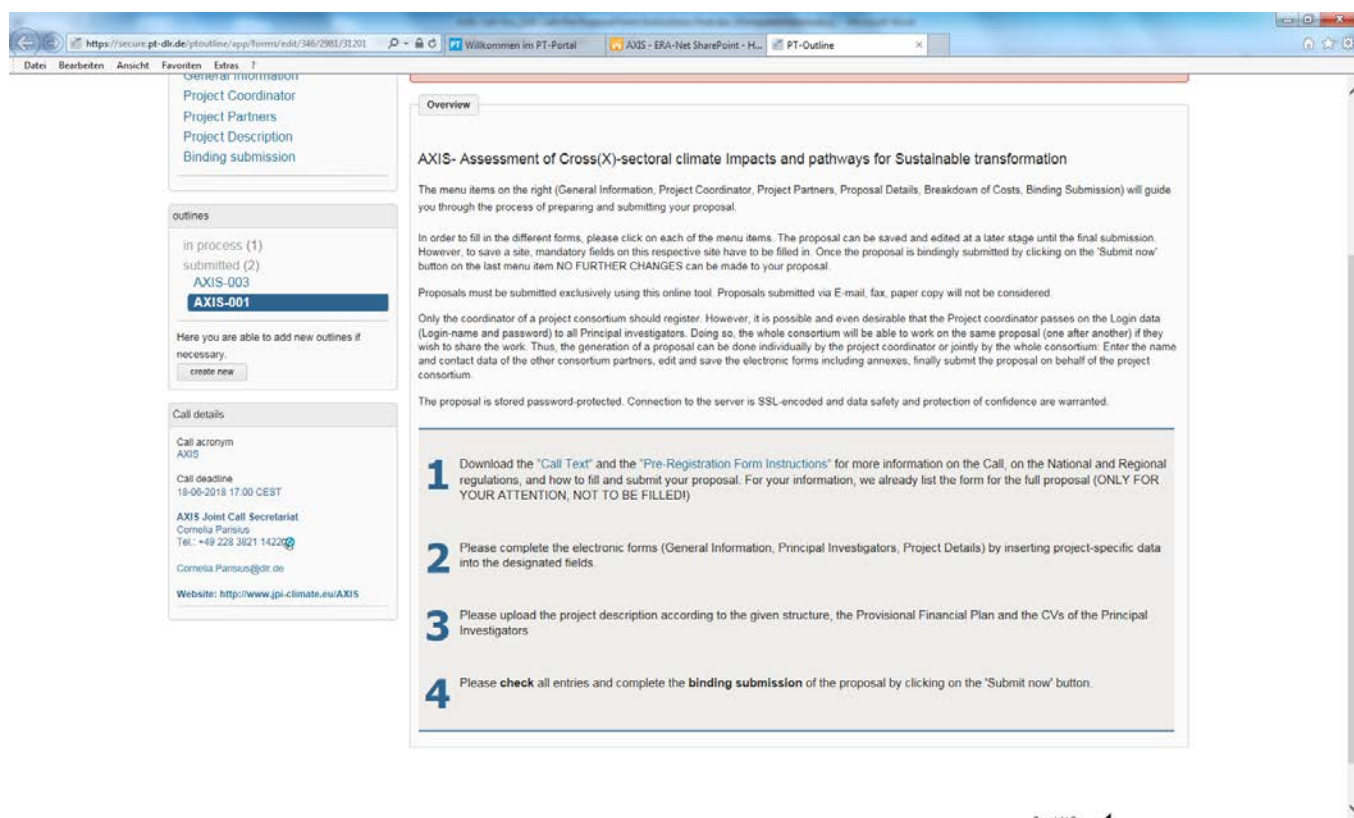 https://secure.pt-dlr.de/ptoutline/app/forms/edit/346/2981/31201
Willkommen im PT-Portal
AXIS - ERA-Net SharePoint - H...
PT-Outline
Datei Bearbeiten Ansicht Favoriten Extras ?
General Information
Project Coordinator
Project Partners
Project Description
Binding submission
outlines
in process (1)
submitted (2)
AXIS-003
AXIS-001
Here you are able to add new outlines if
necessary.
create new
Call details
Call acronym
AXIS
Call deadline
18-06-2018 17:00 CEST
AXIS Joint Call Secretariat
Cornelia Parisius
Tel.: +49 228 3821 1422
Cornelia.Parisius@dlr.de
Website: http://www.jpi-climate.eu/AXIS
Overview
AXIS- Assessment of Cross(X)-sectoral climate Impacts and pathways for Sustainable transformation
The menu items on the right (General Information, Project Coordinator, Project Partners, Proposal Details, Breakdown of Costs, Binding Submission) will guide
you through the process of preparing and submitting your proposal.
In order to fill in the different forms, please click on each of the menu items. The proposal can be saved and edited at a later stage until the final submission.
However, to save a site, mandatory fields on this respective site have to be filled in. Once the proposal is bindingly submitted by clicking on the 'Submit now'
button on the last menu item NO FURTHER CHANGES can be made to your proposal.
Proposals must be submitted exclusively using this online tool. Proposals submitted via E-mail, fax, paper copy will not be considered.
Only the coordinator of a project consortium should register. However, it is possible and even desirable that the Project coordinator passes on the Login data
(Login-name and password) to all Principal investigators. Doing so, the whole consortium will be able to work on the same proposal (one after another) if they
wish to share the work. Thus, the generation of a proposal can be done individually by the project coordinator or jointly by the whole consortium: Enter the name
and contact data of the other consortium partners, edit and save the electronic forms including annexes, finally submit the proposal on behalf of the project
consortium.
The proposal is stored password-protected. Connection to the server is SSL-encoded and data safety and protection of confidence are warranted.
1 Download the "Call Text" and the "Pre-Registration Form Instructions" for more information on the Call, on the National and Regional
regulations, and how to fill and submit your proposal. For your information, we already list the form for the full proposal (ONLY FOR
YOUR ATTENTION, NOT TO BE FILLED!)
2 Please complete the electronic forms (General Information, Principal Investigators, Project Details) by inserting project-specific data
into the designated fields.
3 Please upload the project description according to the given structure, the Provisional Financial Plan and the CVs of the Principal
Investigators
4 Please check all entries and complete the binding submission of the proposal by clicking on the 'Submit now' button.